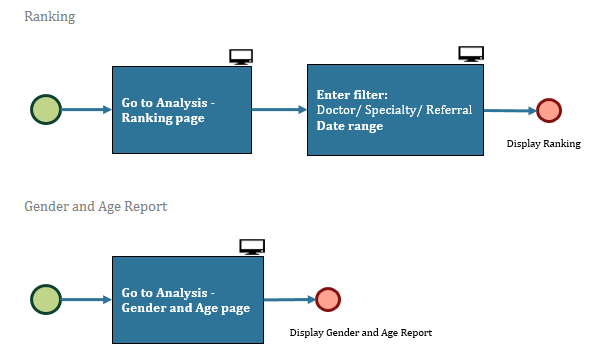 Ranking
Go to Analysis -
Ranking page
Enter filter:
Doctor/ Specialty/ Referral
Date range
Display Ranking
Gender and Age Report
Go to Analysis -
Gender and Age page
Display Gender and Age Report